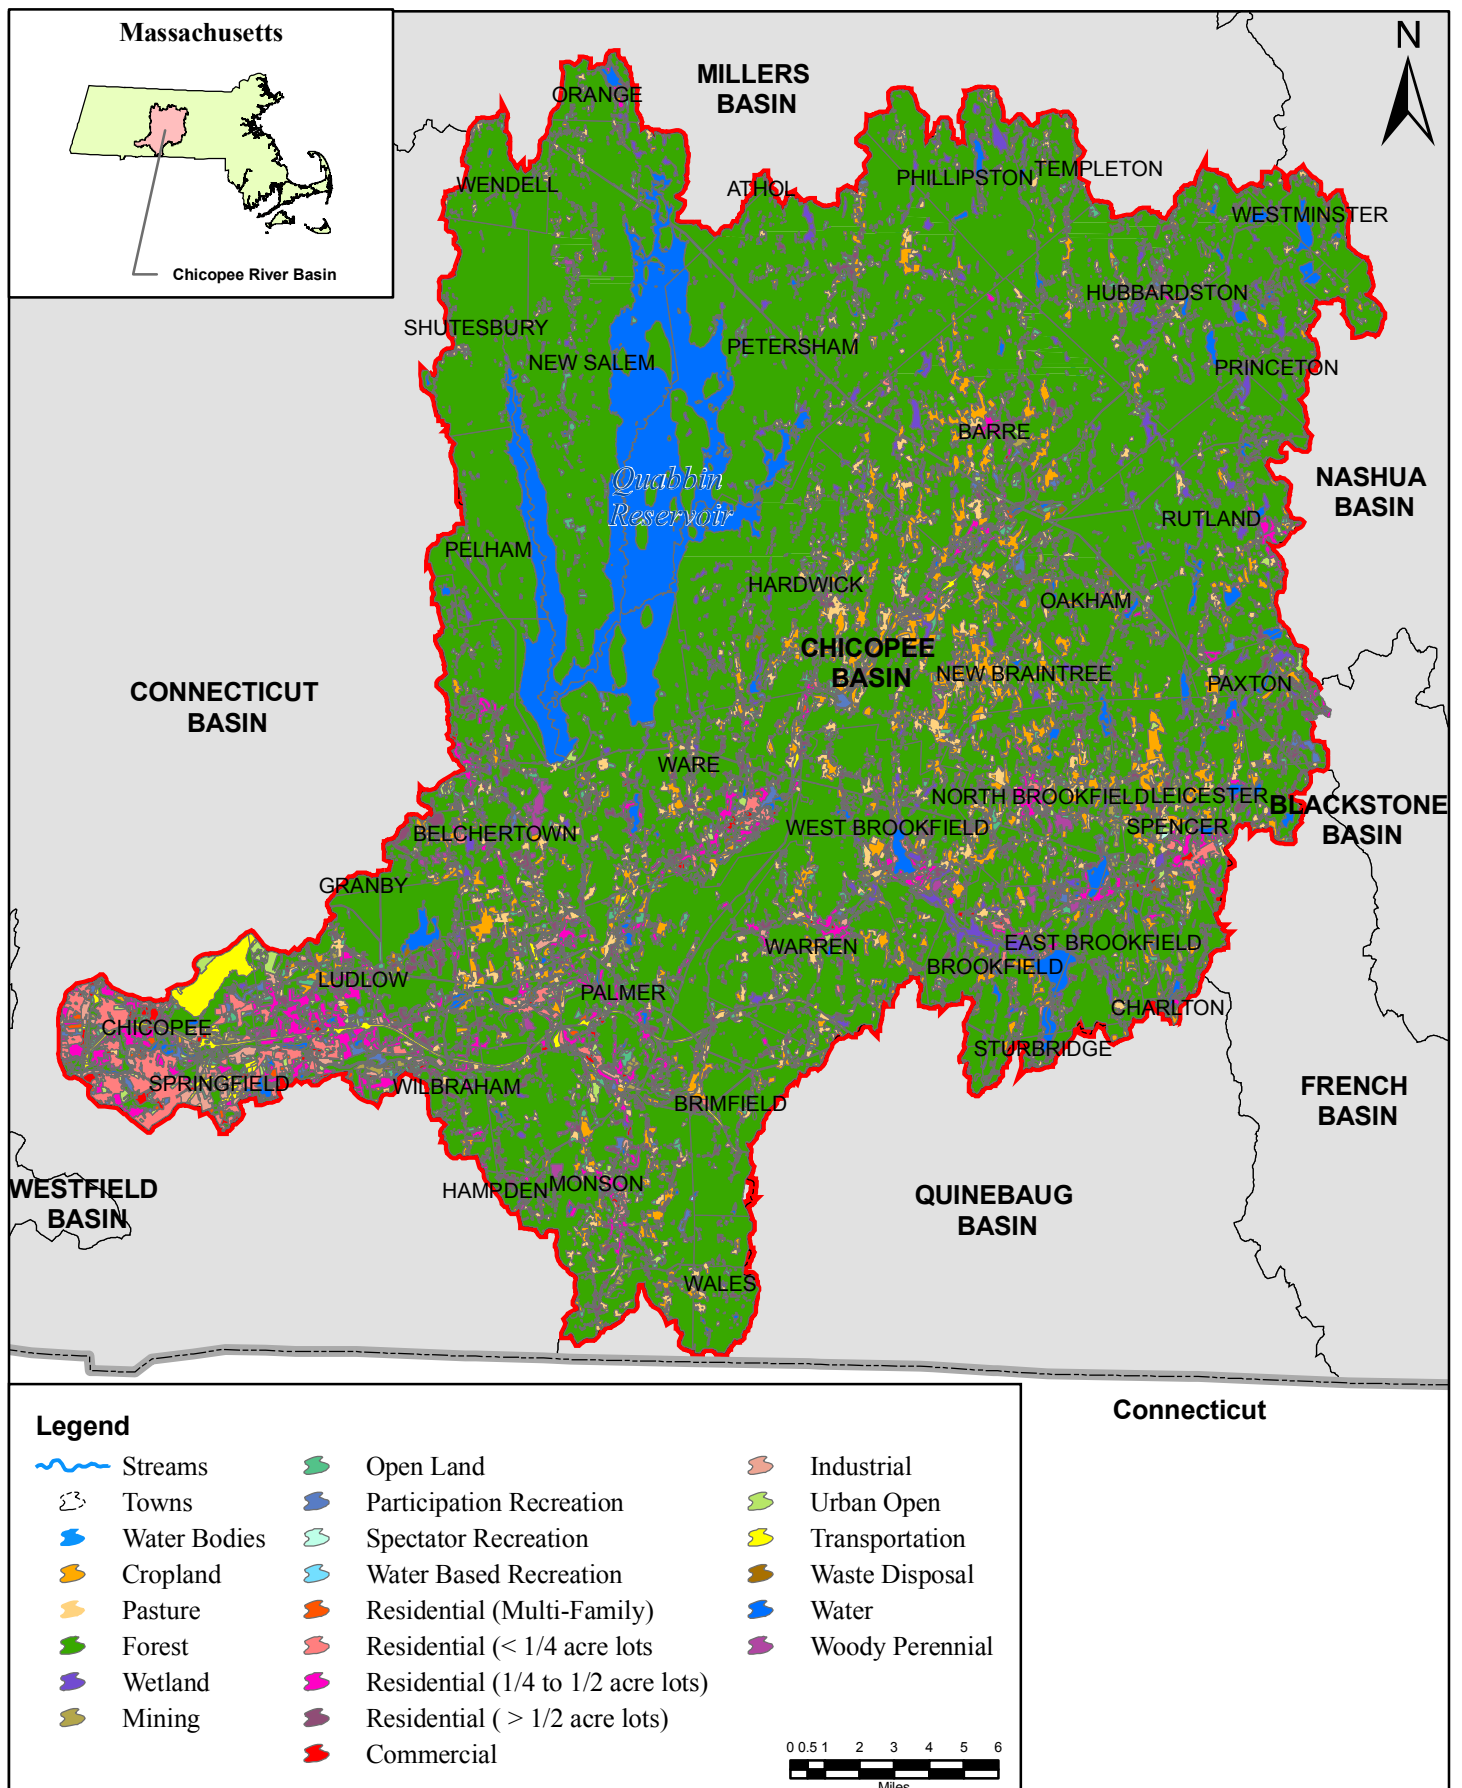 Massachusetts
Chicopee River Basin
N
MILLERS
BASIN
ORANGE
WENDELL
ATHOL
PHILLIPSTON
TEMPLETON
WESTMINSTER
HUBBARDSTON
SHUTESBURY
NEW SALEM
PETERSHAM
PRINCETON
BARRE
Quabbin
Reservoir
NASHUA
BASIN
RUTLAND
PELHAM
HARDWICK
OAKHAM
CHICOPEE
BASIN
NEW BRAINTREE
PAXTON
CONNECTICUT
BASIN
WARE
NORTH BROOKFIELD
LEICESTER
BLACKSTONE
BASIN
BELCHERTOWN
WEST BROOKFIELD
SPENCER
GRANBY
WARREN
EAST BROOKFIELD
BROOKFIELD
LUDLOW
PALMER
CHARLTON
CHICOPEE
STURBRIDGE
SPRINGFIELD
WILBRAHAM
BRIMFIELD
FRENCH
BASIN
WESTFIELD
BASIN
HAMPDEN
MONSON
QUINEBAUG
BASIN
WALES
Connecticut
Legend
Streams
Towns
Water Bodies
Cropland
Pasture
Forest
Wetland
Mining
Open Land
Participation Recreation
Spectator Recreation
Water Based Recreation
Residential (Multi-Family)
Residential (< 1/4 acre lots
Residential (1/4 to 1/2 acre lots)
Residential ( > 1/2 acre lots)
Commercial
Industrial
Urban Open
Transportation
Waste Disposal
Water
Woody Perennial
0 0.5 1 2 3 4 5 6
Miles